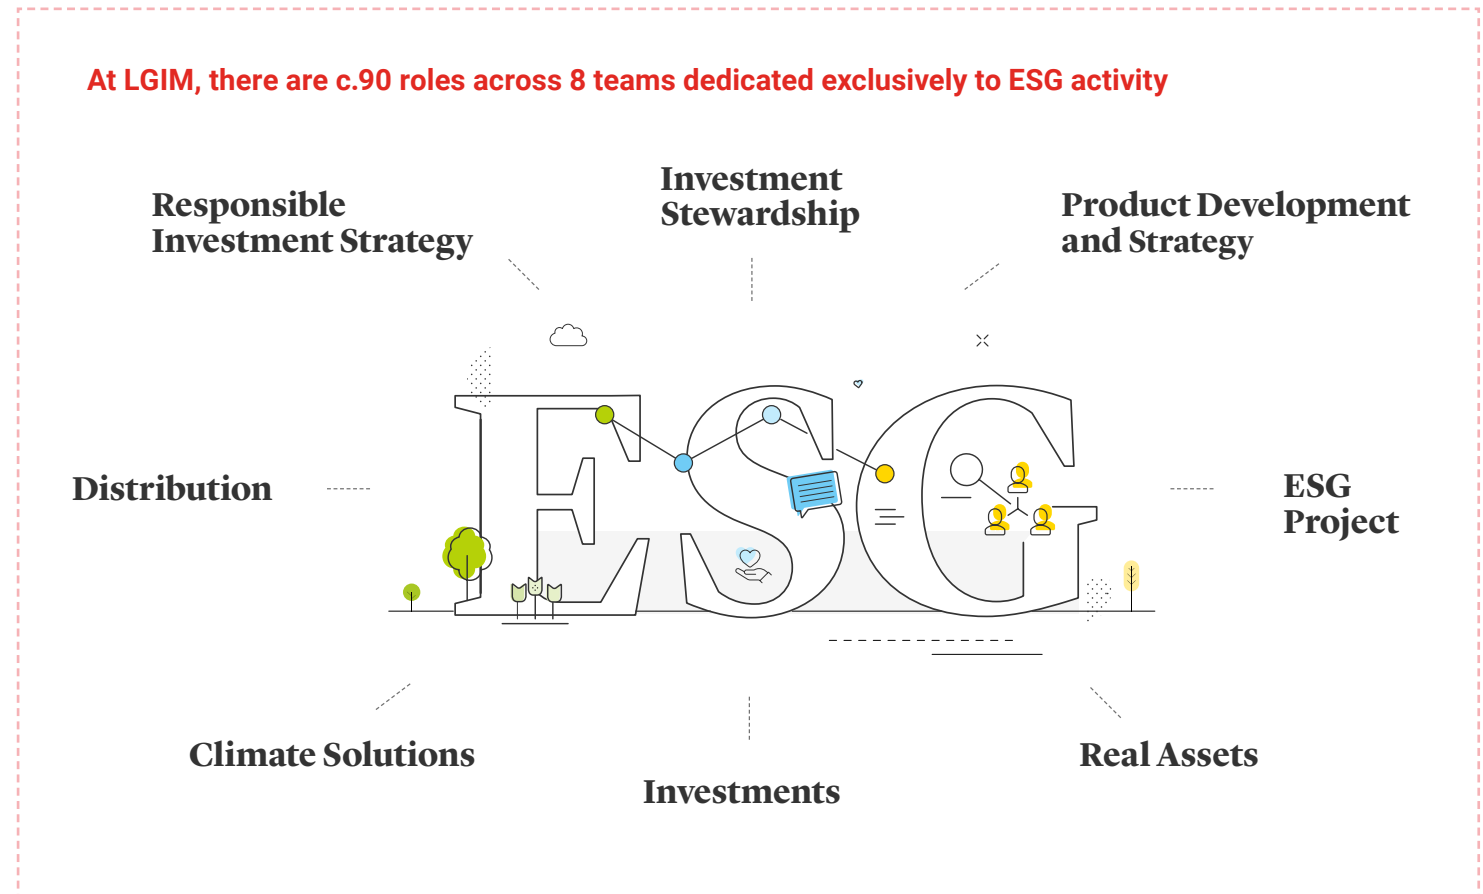 At LGIM, there are c.90 roles across 8 teams dedicated exclusively to ESG activity
Responsible
Investment Strategy
Investment
Stewardship
Product Development
and Strategy
Distribution
ESG
ESG
Project
Climate Solutions
Investments
Real Assets